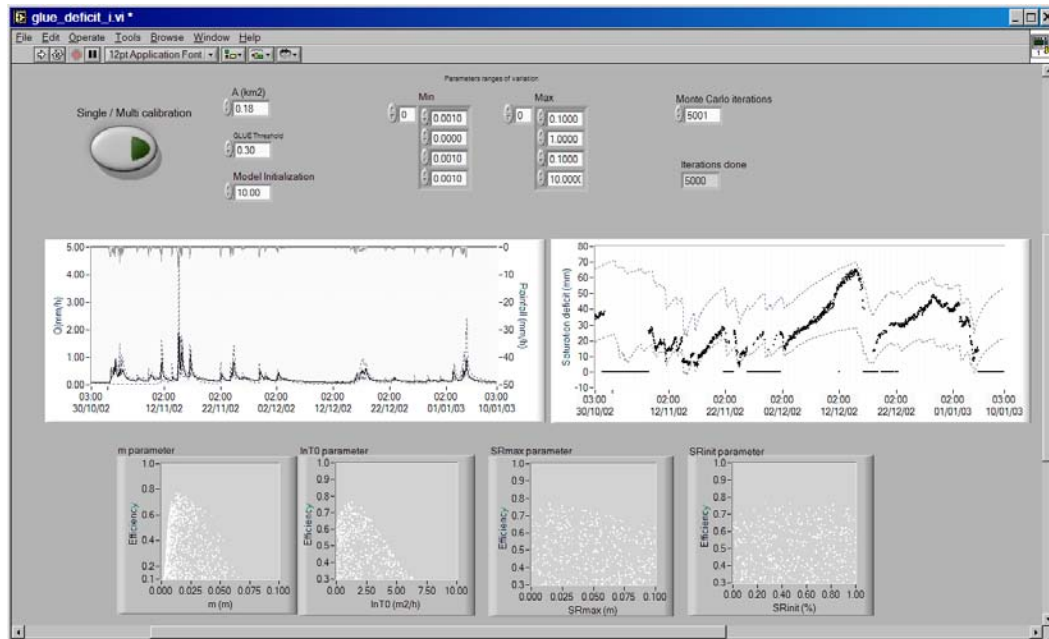 glue_deficit_i.vi *
File Edit Operate Tools Browse Window Help
12pt Application Font
1
Parameters ranges of variation
Single / Multi calibration
A (km2)
0.18
GLUE Threshold
0.30
Model Initialization
10.00
Min
0
0.0010
0.0000
0.0010
0.0010
Max
0
0.1000
1.0000
0.1000
10.000
Monte Carlo iterations
5001
Iterations done
5000
Q(mm/h)
5.00
4.00
3.00
2.00
1.00
0.00
Rainfall (mm/h)
-0
-10
-20
-30
-40
-50
03:00 02:00 02:00 02:00 02:00 02:00 02:00 03:00
30/10/02 12/11/02 22/11/02 02/12/02 12/12/02 22/12/02 01/01/03 10/01/03
Saturation deficit (mm)
80
70
60
50
40
30
20
10
0
-10
03:00 02:00 02:00 02:00 02:00 02:00 02:00 03:00
30/10/02 12/11/02 22/11/02 02/12/02 12/12/02 22/12/02 01/01/03 10/01/03
m parameter
Efficiency
1.0
0.8
0.6
0.4
0.2
0.1
0.000 0.025 0.050 0.075 0.100
m (m)
lnT0 parameter
Efficiency
1.0
0.9
0.8
0.7
0.6
0.5
0.4
0.3
0.00 2.50 5.00 7.50 10.00
lnT0 (m2/h)
SRmax parameter
Efficiency
1.0
0.9
0.8
0.7
0.6
0.5
0.4
0.3
0.000 0.025 0.050 0.075 0.100
SRmax (m)
SRinit parameter
Efficiency
1.0
0.9
0.8
0.7
0.6
0.5
0.4
0.3
0.00 0.20 0.40 0.60 0.80 1.00
SRinit (%)